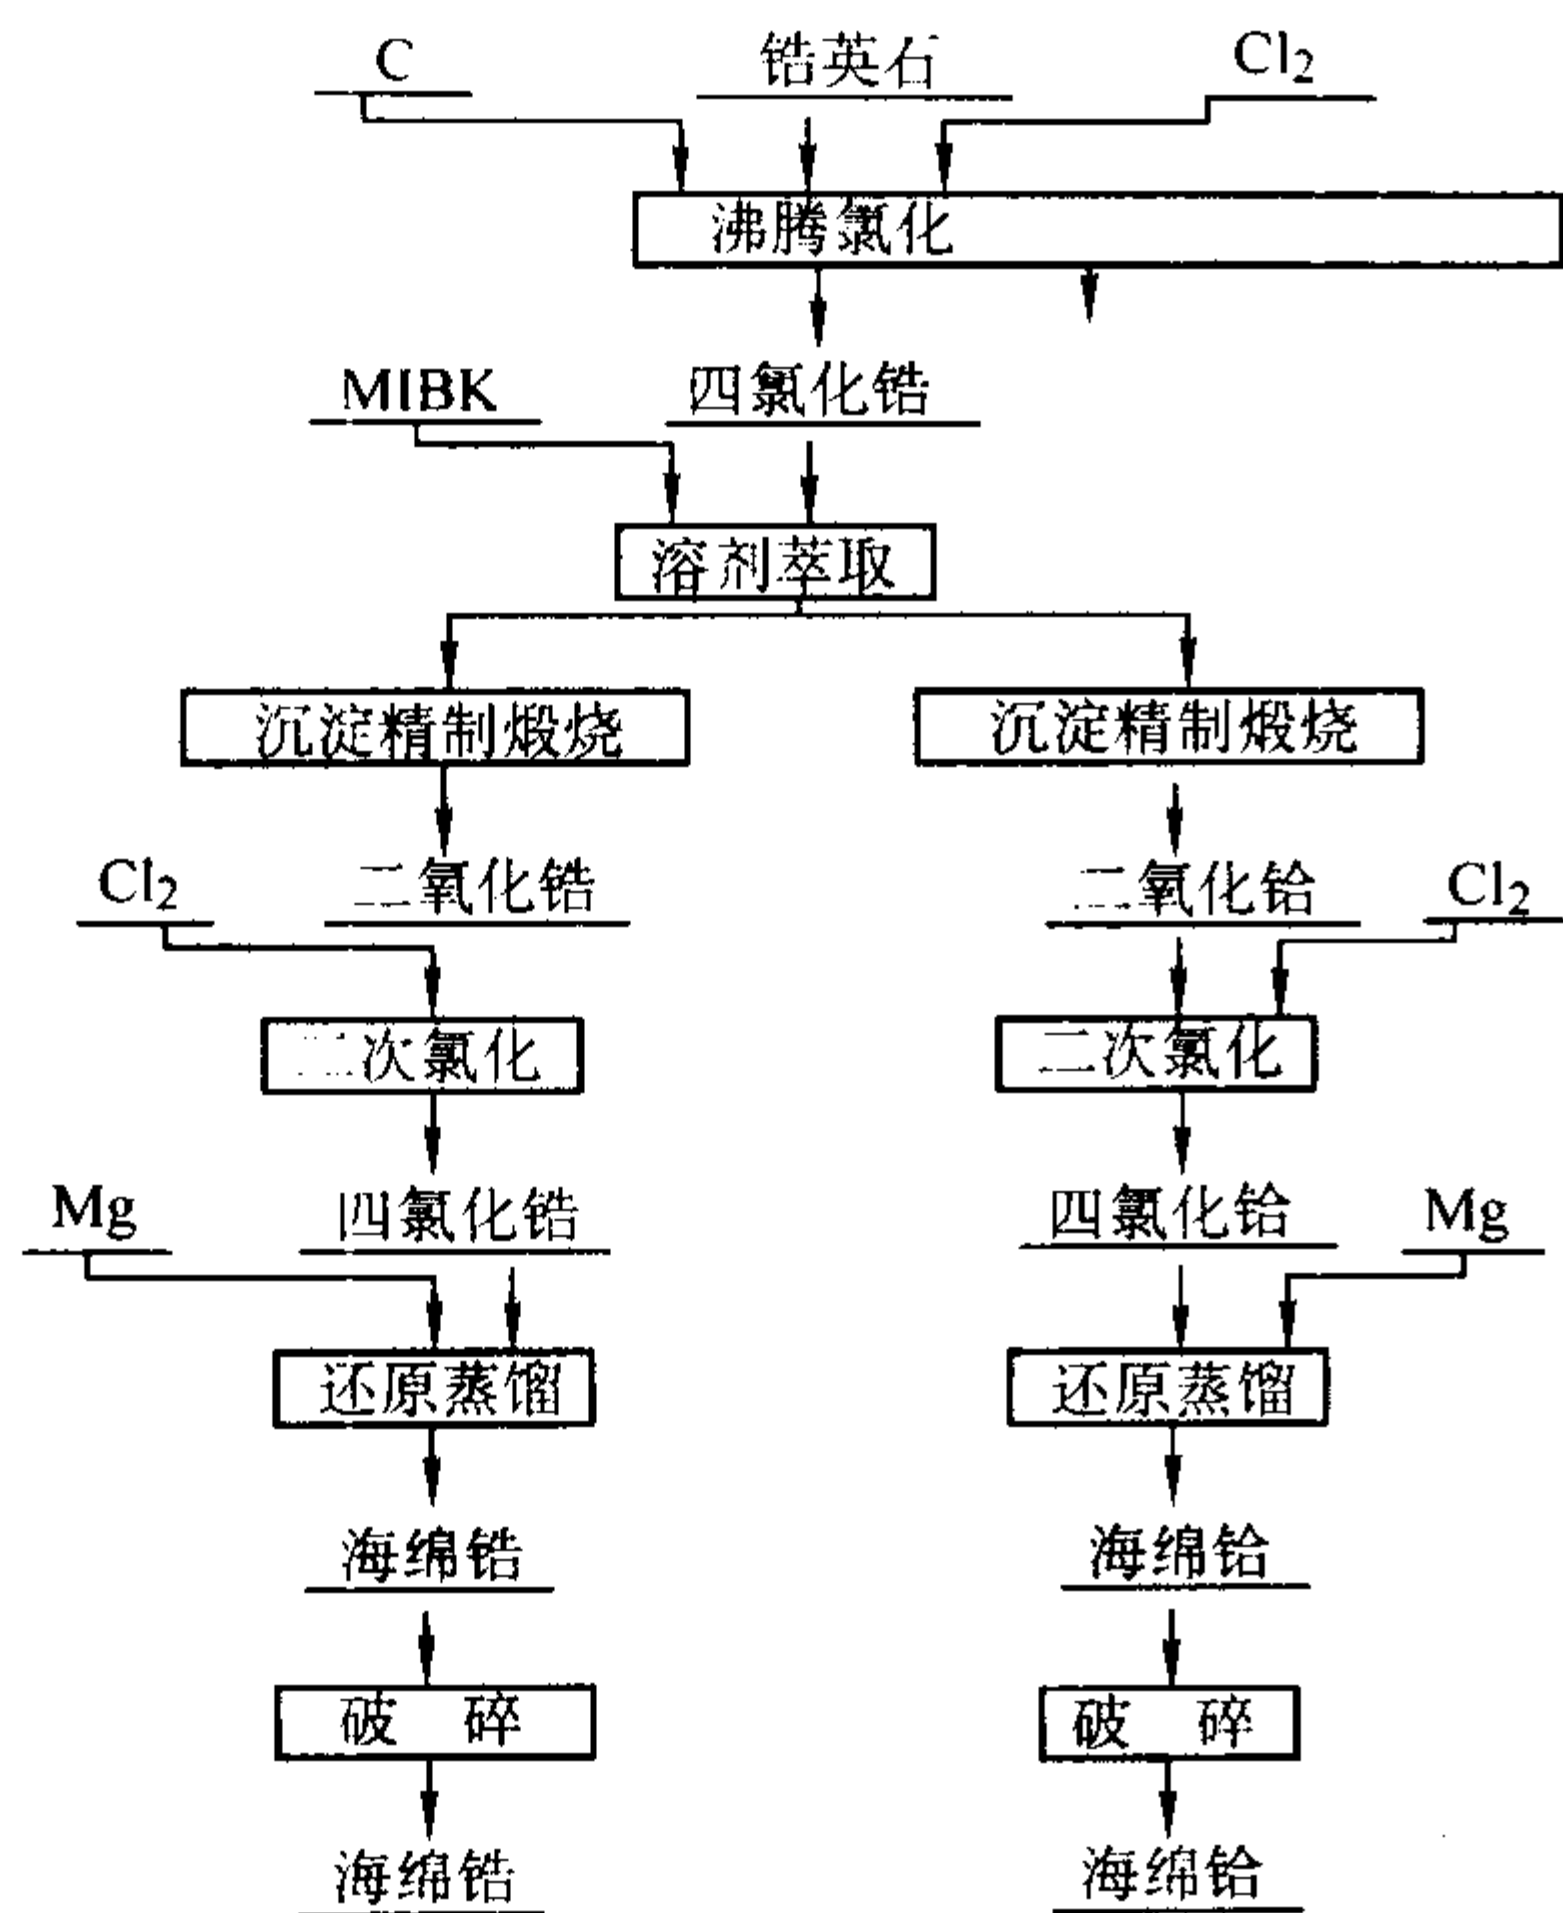 C 锆英石 Cl2
沸腾氯化
MIBK 四氯化锆
溶剂萃取
沉淀精制煅烧 沉淀精制煅烧
Cl2 二氧化锆 二氧化铪 Cl2
二次氯化 二次氯化
Mg 四氯化锆 四氯化铪 Mg
还原蒸馏 还原蒸馏
海绵锆 海绵铪
破 碎 破 碎
海绵锆 海绵铪